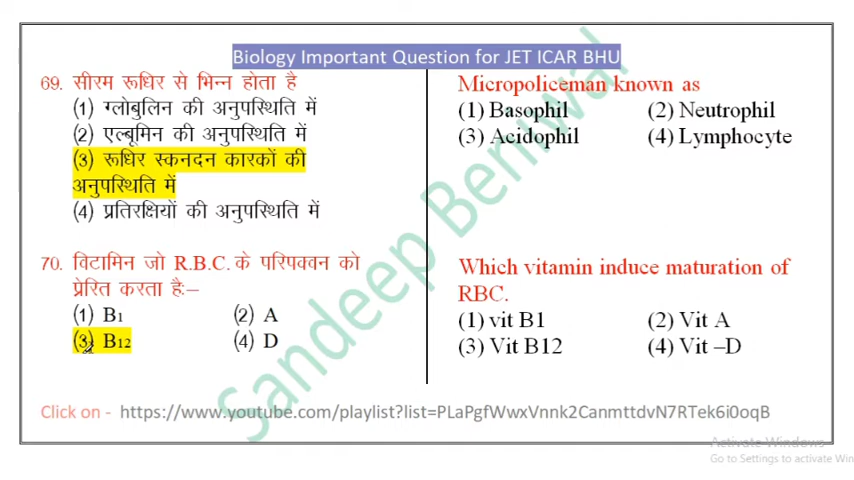 Biology Important Question for JET ICAR BHU
69. सीरम रूधिर से भिन्न होता है
(1) ग्लोबुलिन की अनुपस्थिति में
(2) एल्बूमिन की अनुपस्थिति में
(3) रूधिर स्कनदन कारकों की
अनुपस्थिति में
(4) प्रतिरक्षियों की अनुपस्थिति में
70. विटामिन जो R.B.C. के परिपक्वन को
प्रेरित करता है:–
(1) B1 (2) A
(3) B12 (4) D
Micropoliceman known as
(1) Basophil (2) Neutrophil
(3) Acidophil (4) Lymphocyte
Which vitamin induce maturation of
RBC.
(1) vit B1 (2) Vit A
(3) Vit B12 (4) Vit –D
Sandeep Beniwal
Click on - https://www.youtube.com/playlist?list=PLaPgfWwxVnnk2CanmttdvN7RTek6i0oqB
Activate Windows
Go to Settings to activate Win